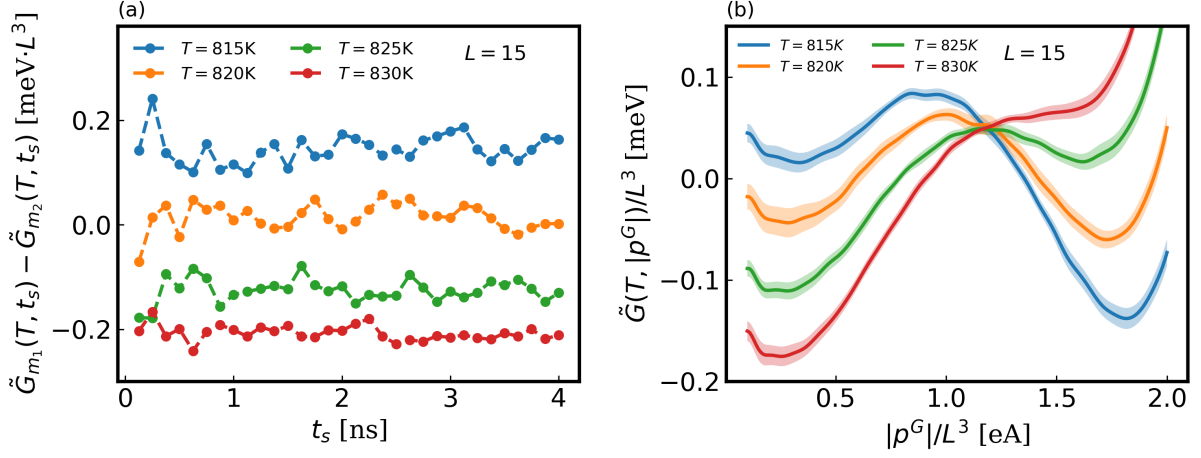 (a)
G̃m₁(T, tₛ) − G̃m₂(T, tₛ) [meV·L³]
T = 815K
T = 820K
T = 825K
T = 830K
L = 15
0.2
0.0
−0.2
0
1
2
3
4
tₛ [ns]
(b)
G̃(T, |pᴳ|)/L³ [meV]
T = 815K
T = 820K
T = 825K
T = 830K
L = 15
0.1
0.0
−0.1
−0.2
0.5
1.0
1.5
2.0
|pᴳ|/L³ [eA]